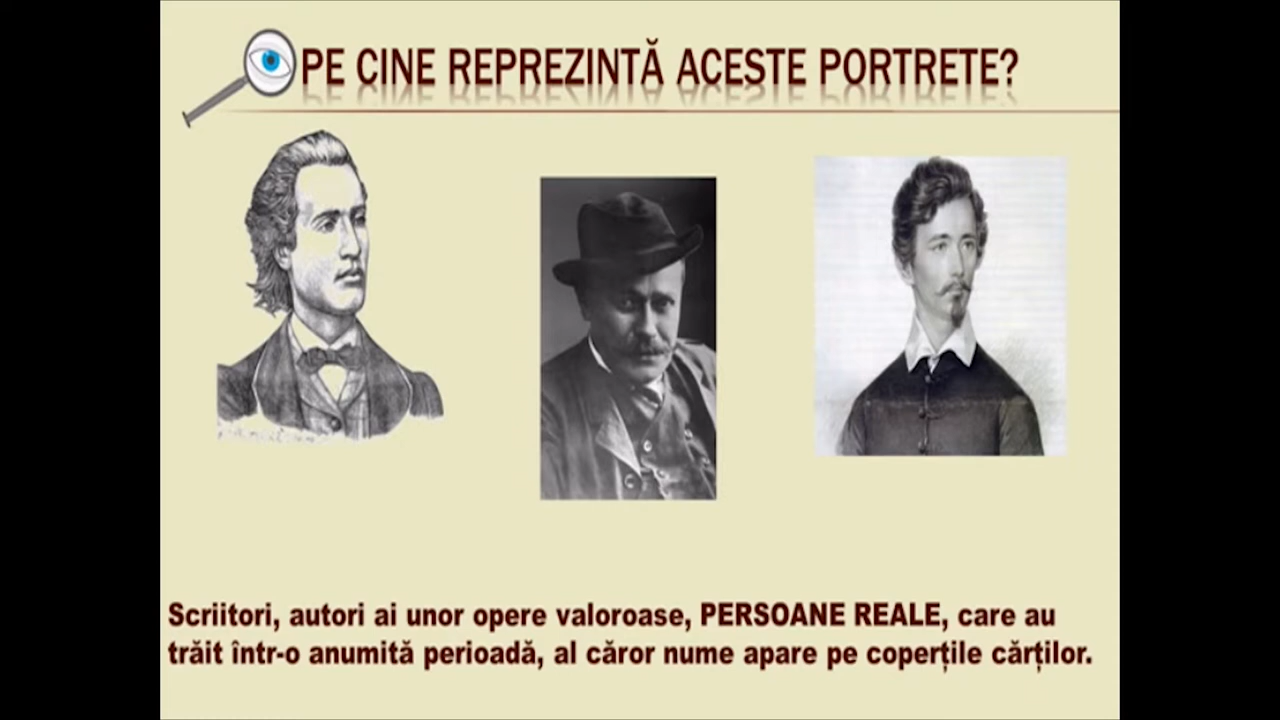 PE CINE REPREZINTĂ ACESTE PORTRETE?
Scriitori, autori ai unor opere valoroase, PERSOANE REALE, care au
trăit într-o anumită perioadă, al căror nume apare pe coperțile cărților.